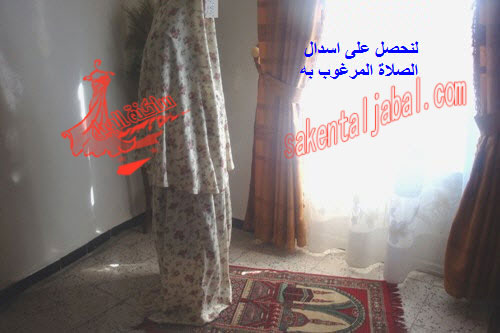 لنحصل على اسدال
الصلاة المرغوب به
sakentaljabal.com